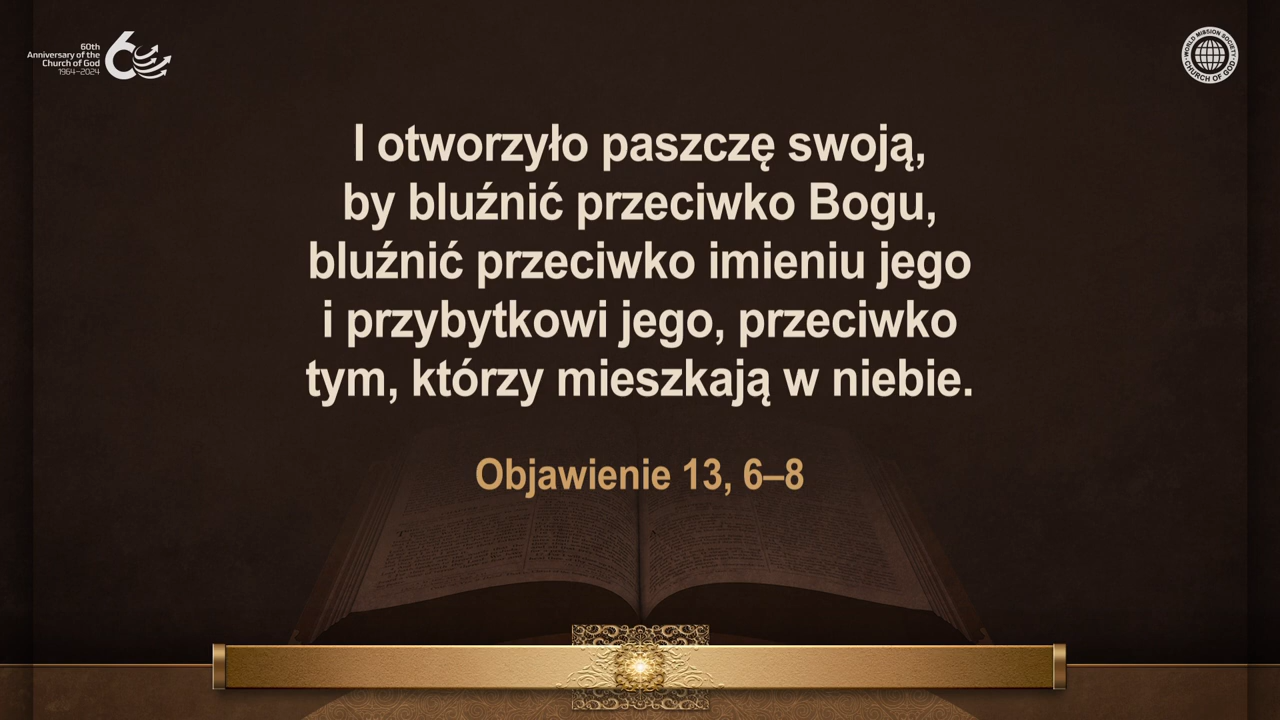 60th
Anniversary of the
Church of God
1964–2024
WORLD MISSION SOCIETY
CHURCH OF GOD
I otworzyło paszczę swoją,
by bluźnić przeciwko Bogu,
bluźnić przeciwko imieniu jego
i przybytkowi jego, przeciwko
tym, którzy mieszkają w niebie.
Objawienie 13, 6–8